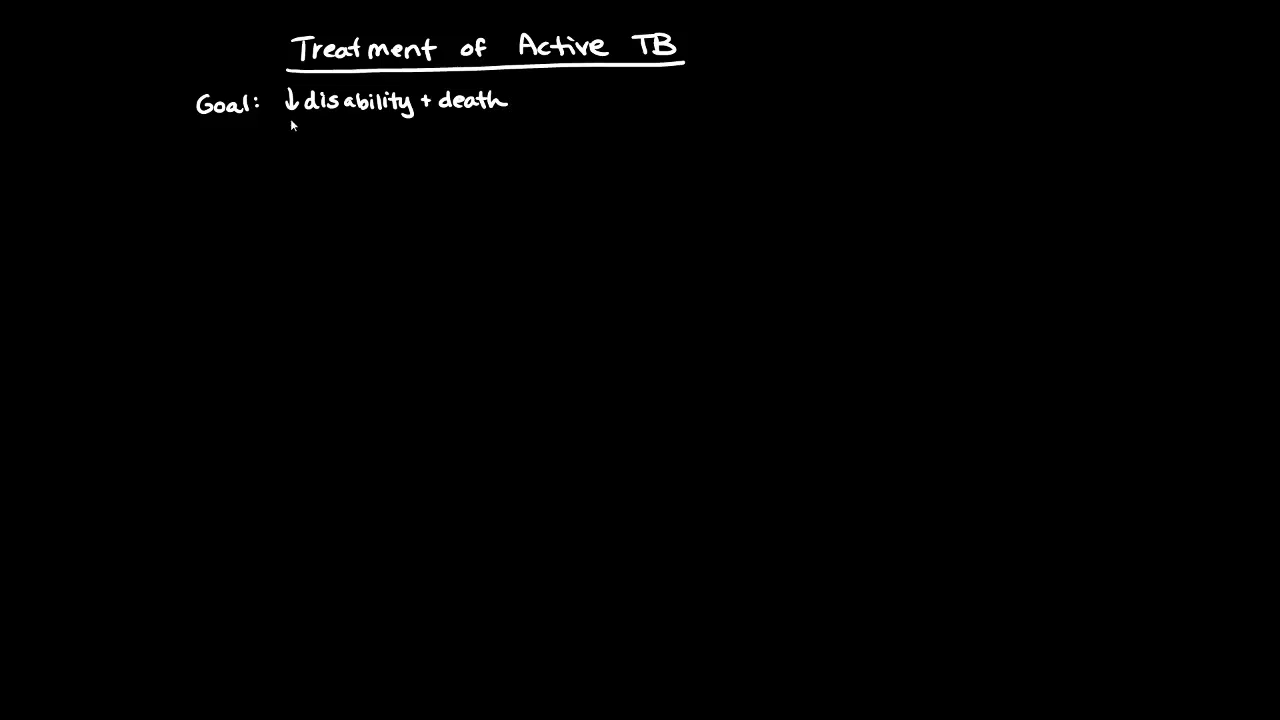 Treatment of Active TB
Goal: ↓ disability + death